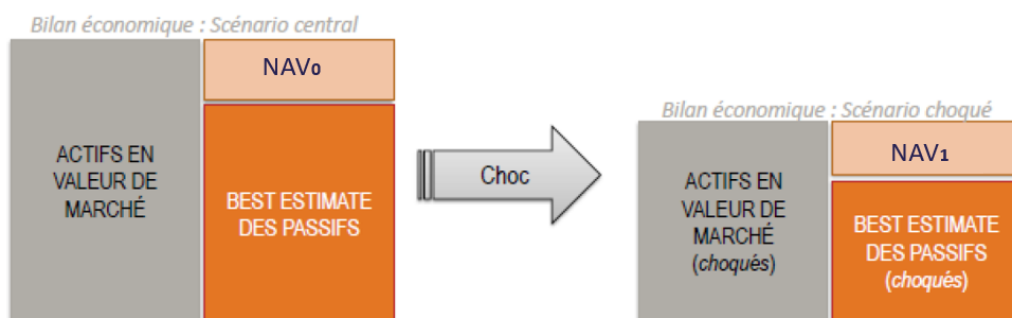 Bilan économique : Scénario central
NAV₀
ACTIFS EN
VALEUR DE
MARCHÉ
BEST ESTIMATE
DES PASSIFS
Choc
Bilan économique : Scénario choqué
NAV₁
ACTIFS EN
VALEUR DE
MARCHÉ
(choqués)
BEST ESTIMATE
DES PASSIFS
(choqués)